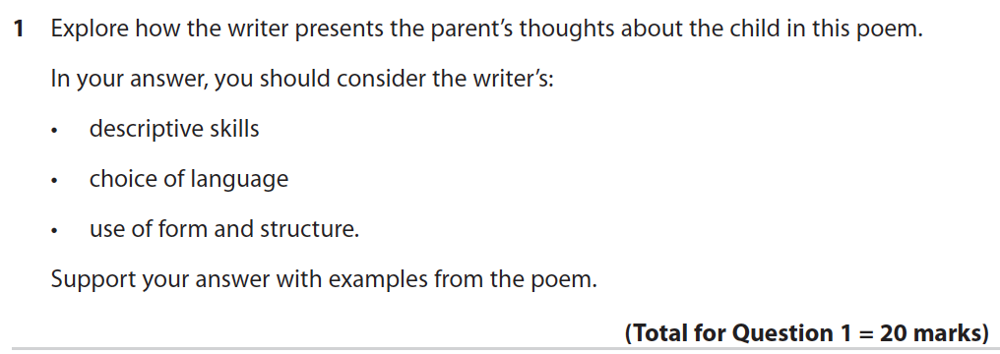 1 Explore how the writer presents the parent’s thoughts about the child in this poem.
In your answer, you should consider the writer’s:
• descriptive skills
• choice of language
• use of form and structure.
Support your answer with examples from the poem.
(Total for Question 1 = 20 marks)